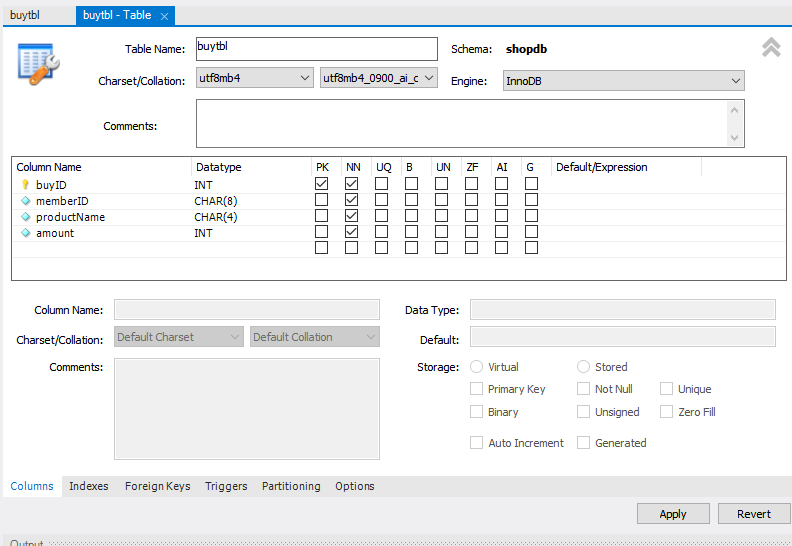 buytbl buytbl - Table
Table Name: buytbl Schema: shopdb
Charset/Collation: utf8mb4 utf8mb4_0900_ai_c Engine: InnoDB
Comments:
Column Name Datatype PK NN UQ B UN ZF AI G Default/Expression
buyID INT
memberID CHAR(8)
productName CHAR(4)
amount INT
Column Name: Data Type:
Charset/Collation: Default Charset Default Collation Default:
Comments: Storage: Virtual Stored
Primary Key Not Null Unique
Binary Unsigned Zero Fill
Auto Increment Generated
Columns Indexes Foreign Keys Triggers Partitioning Options
Apply Revert
Output